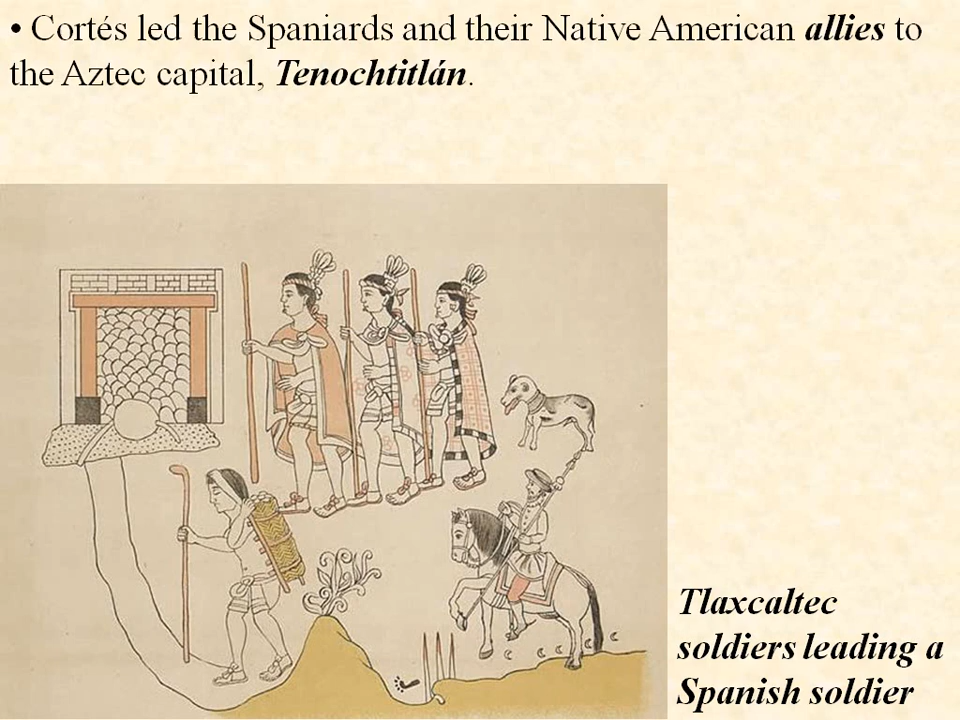 • Cortés led the Spaniards and their Native American allies to
the Aztec capital, Tenochtitlán.
Tlaxcaltec
soldiers leading a
Spanish soldier